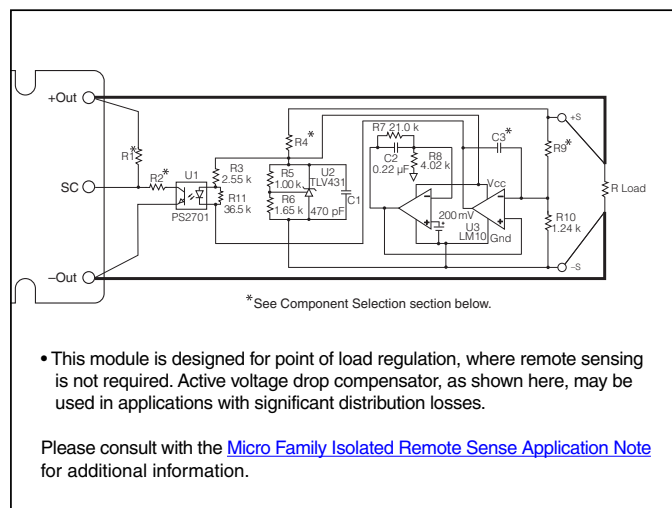 +Out
R1*
SC
R2*
U1
PS2701
R3
2.55 k
R11
36.5 k
–Out
R4*
R5
1.00 k
R6
1.65 k
U2
TLV431
470 pF
C1
R7 21.0 k
C2
0.22 µF
R8
4.02 k
C3*
Vcc
200 mV
U3
LM10
Gnd
+S
R9*
R Load
R10
1.24 k
–S
*See Component Selection section below.
• This module is designed for point of load regulation, where remote sensing
is not required. Active voltage drop compensator, as shown here, may be
used in applications with significant distribution losses.
Please consult with the Micro Family Isolated Remote Sense Application Note
for additional information.